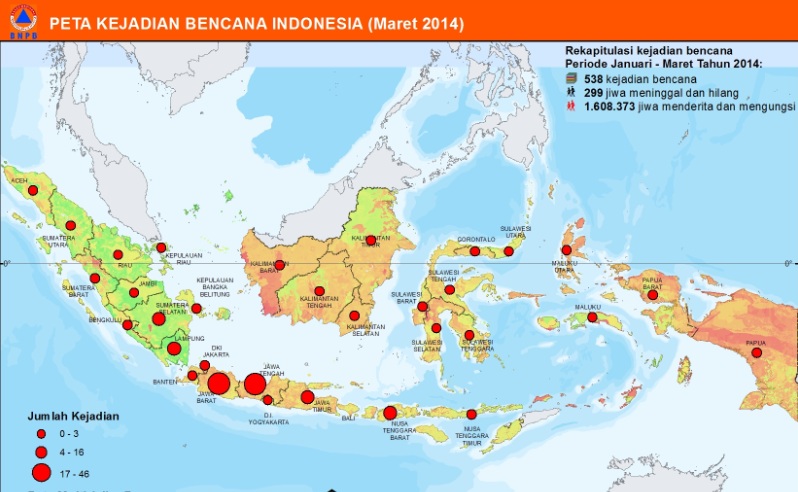 BNPB
PETA KEJADIAN BENCANA INDONESIA (Maret 2014)
Rekapitulasi kejadian bencana
Periode Januari - Maret Tahun 2014:
538 kejadian bencana
299 jiwa meninggal dan hilang
1.608.373 jiwa menderita dan mengungsi
ACEH
SUMATERA
UTARA
RIAU
KEPULAUAN
RIAU
SUMATERA
BARAT
JAMBI
KEPULAUAN
BANGKA
BELITUNG
BENGKULU
SUMATERA
SELATAN
LAMPUNG
DKI
JAKARTA
BANTEN
JAWA
BARAT
JAWA
TENGAH
D.I.
YOGYAKARTA
JAWA
TIMUR
BALI
NUSA
TENGGARA
BARAT
NUSA
TENGGARA
TIMUR
KALIMANTAN
BARAT
KALIMANTAN
TENGAH
KALIMANTAN
TIMUR
KALIMANTAN
SELATAN
GORONTALO
SULAWESI
UTARA
SULAWESI
TENGAH
SULAWESI
BARAT
SULAWESI
SELATAN
SULAWESI
TENGGARA
MALUKU
UTARA
MALUKU
PAPUA
BARAT
PAPUA
0°
0°
Jumlah Kejadian
0 - 3
4 - 16
17 - 46